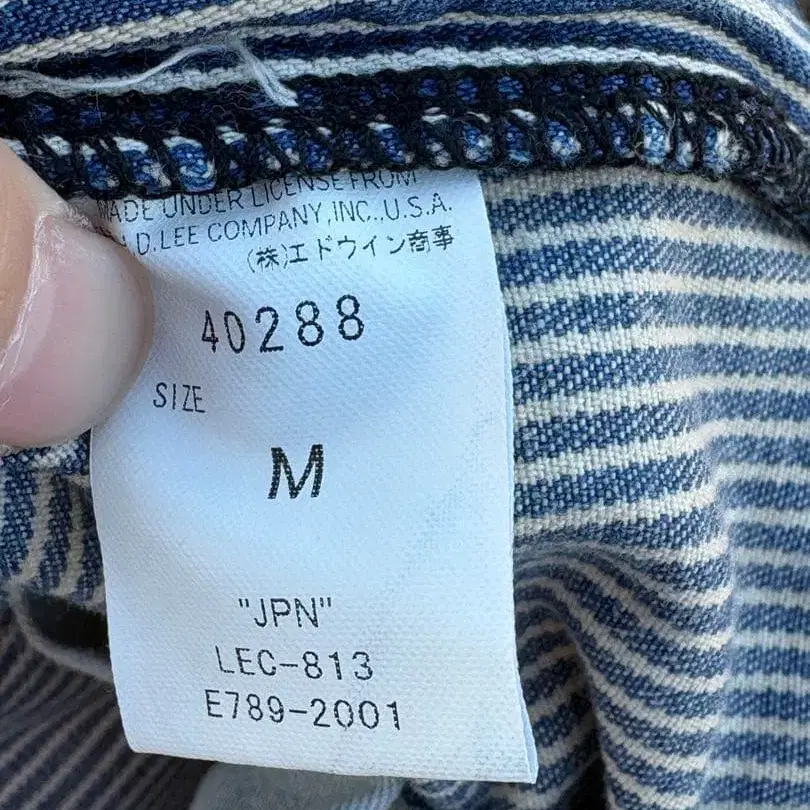 MADE UNDER LICENSE FROM
.D.LEE COMPANY,INC.,U.S.A.
(株)エドウイン商事
40288
SIZE
M
"JPN"
LEC-813
E789-2001